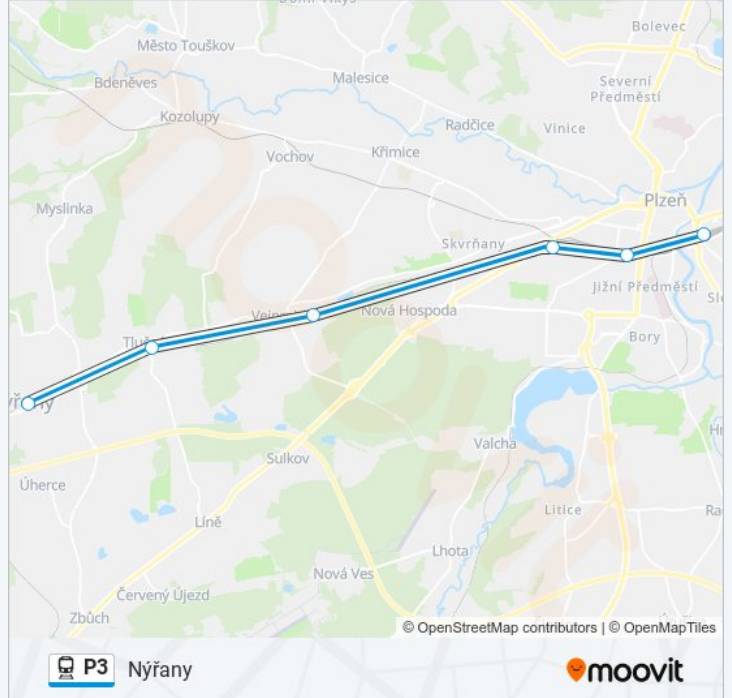 Bolevec
Město Touškov
Malesice
Bdeněves
Severní
Předměstí
Kozolupy
Radčice
Vinice
Křimice
Vochov
Plzeň
Myslinka
Skvrňany
Jižní Předměstí
Nová Hospoda
Bory
Valcha
Sulkov
Úherce
Litice
Líně
Lhota
Nová Ves
Červený Újezd
Zbůch
© OpenStreetMap contributors | © OpenMapTiles
P3 Nýřany
moovit